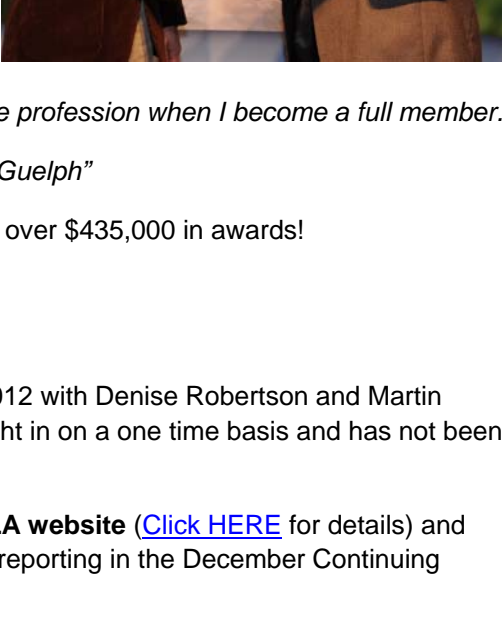 e profession when I become a full member.
Guelph”
over $435,000 in awards!
012 with Denise Robertson and Martin
ht in on a one time basis and has not been
A website (Click HERE for details) and
reporting in the December Continuing